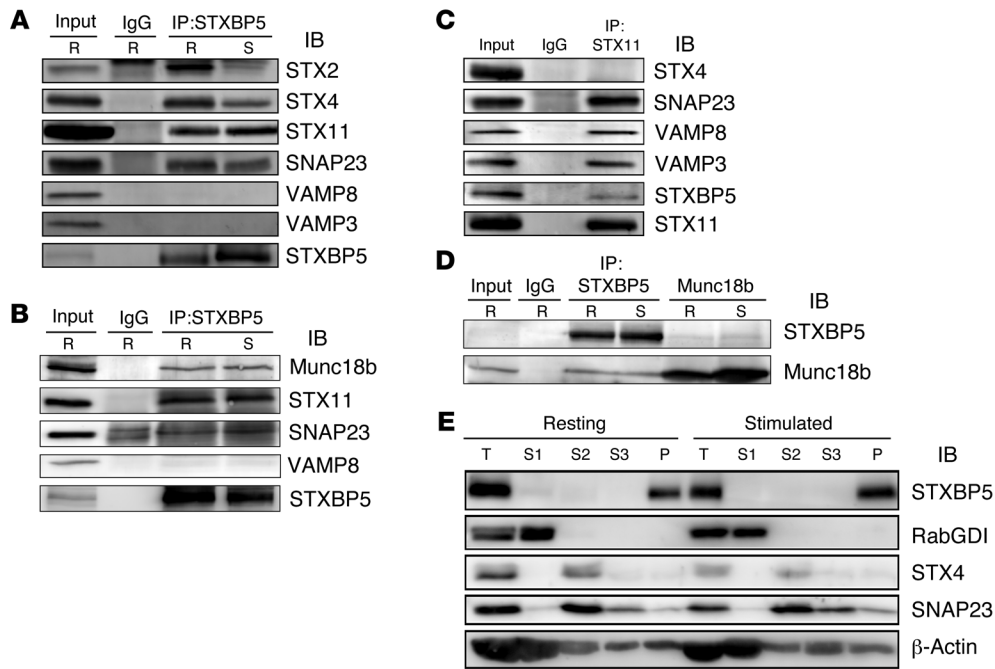 A
Input IgG IP:STXBP5
R R R S IB
STX2
STX4
STX11
SNAP23
VAMP8
VAMP3
STXBP5
B
Input IgG IP:STXBP5
R R R S IB
Munc18b
STX11
SNAP23
VAMP8
STXBP5
C
IP:
Input IgG STX11 IB
STX4
SNAP23
VAMP8
VAMP3
STXBP5
STX11
D
IP:
Input IgG STXBP5 Munc18b
R R R S R S IB
STXBP5
Munc18b
E
Resting Stimulated
T S1 S2 S3 P T S1 S2 S3 P IB
STXBP5
RabGDI
STX4
SNAP23
β-Actin